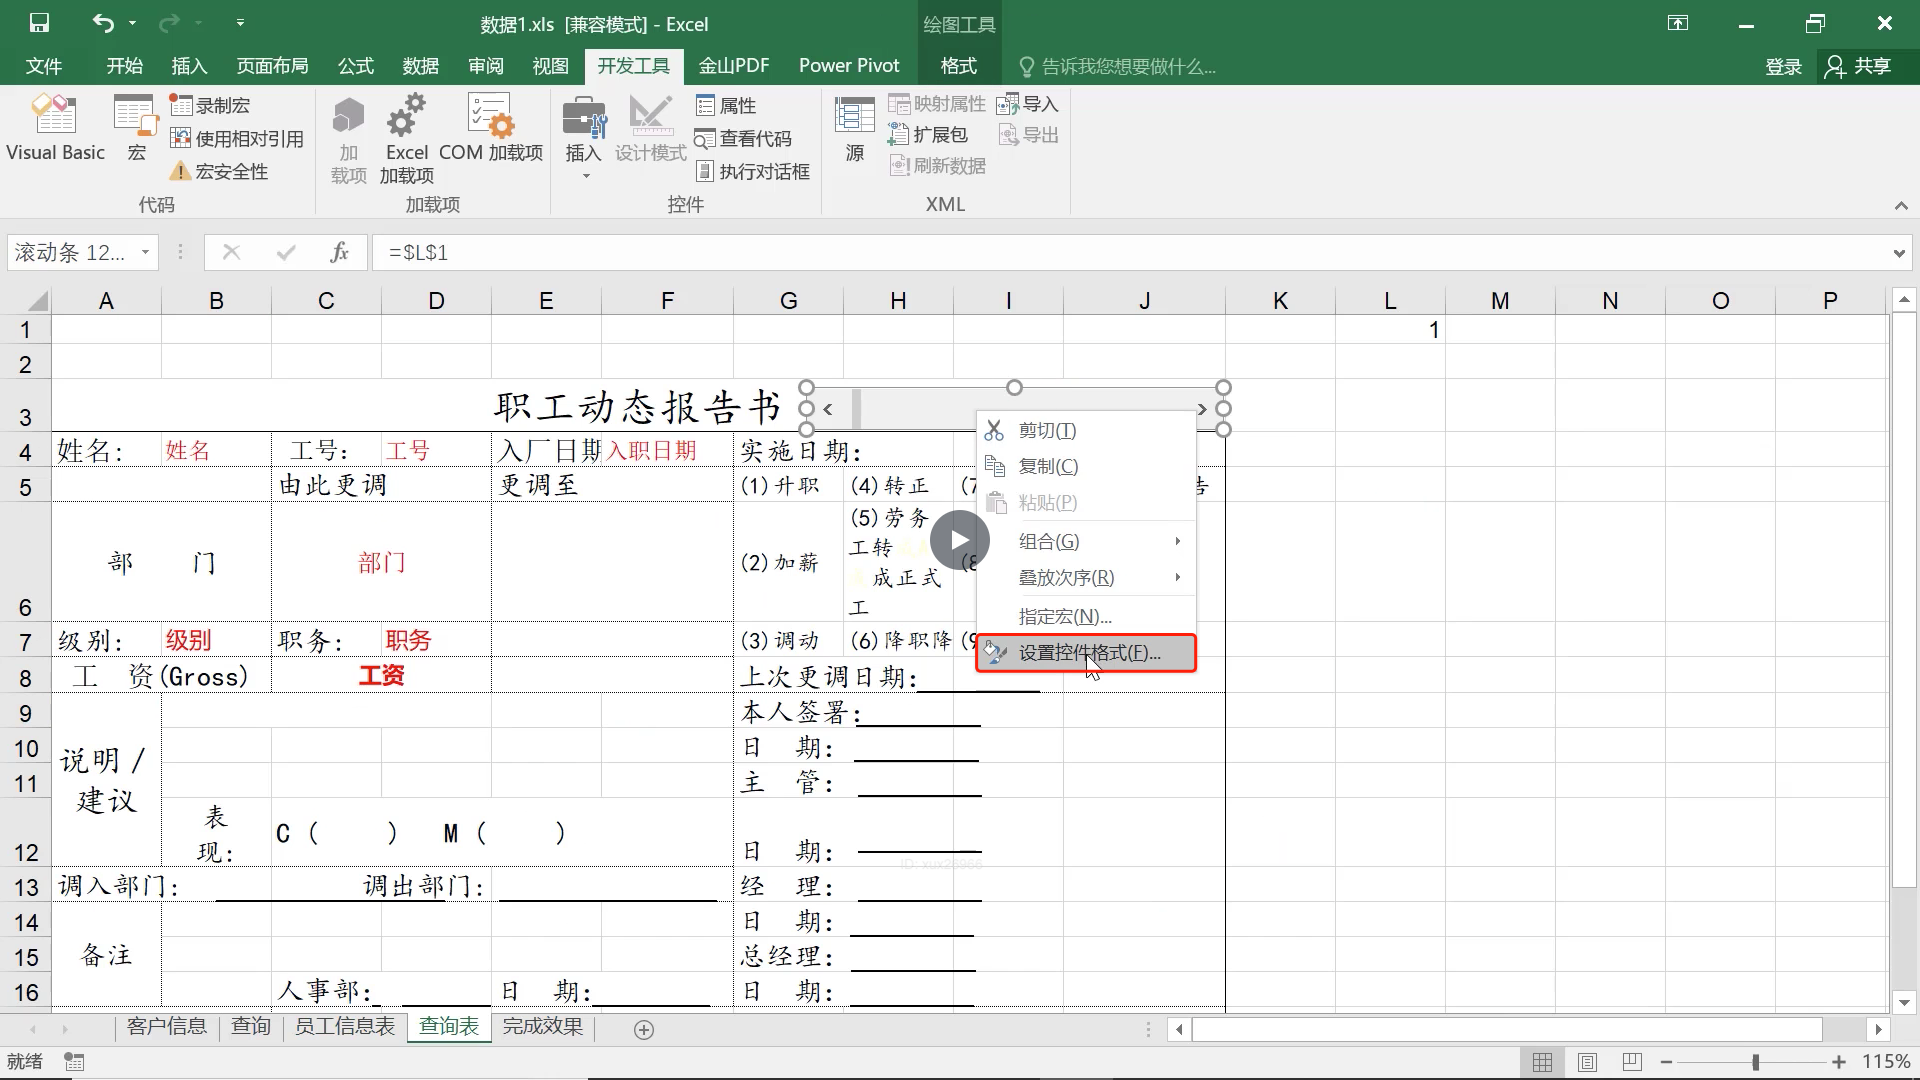 数据1.xls [兼容模式] - Excel
绘图工具
文件 开始 插入 页面布局 公式 数据 审阅 视图 开发工具 金山PDF Power Pivot 格式 告诉我您想要做什么... 登录 共享
Visual Basic
宏
录制宏
使用相对引用
宏安全性
代码
加
载项
Excel
加载项
COM 加载项
加载项
插入
设计模式
属性
查看代码
执行对话框
控件
源
映射属性
扩展包
刷新数据
导入
导出
XML
滚动条 12...
fx
=$L$1
A B C D E F G H I J K L M N O P
1 1
2
3 职工动态报告书
4 姓名: 姓名 工号: 工号 入厂日期 入职日期 实施日期:
5 由此更调 更调至 (1)升职 (4)转正 (7 告
6 部 门 部门 (2)加薪
(5)劳务
工转
成正式
工
(8
7 级别: 级别 职务: 职务 (3)调动 (6)降职降 (9
8 工 资(Gross) 工资 上次更调日期:
9 本人签署:
10 日 期:
11 主 管:
说明/
建议
12 表
现:
C ( ) M ( ) 日 期:
ID: xux26966
13 调入部门: 调出部门: 经 理:
14 日 期:
15 备注 总经理:
16 人事部: 日 期: 日 期:
剪切(T)
复制(C)
粘贴(P)
组合(G)
叠放次序(R)
指定宏(N)...
设置控件格式(F)...
客户信息 查询 员工信息表 查询表 完成效果
就绪
115%